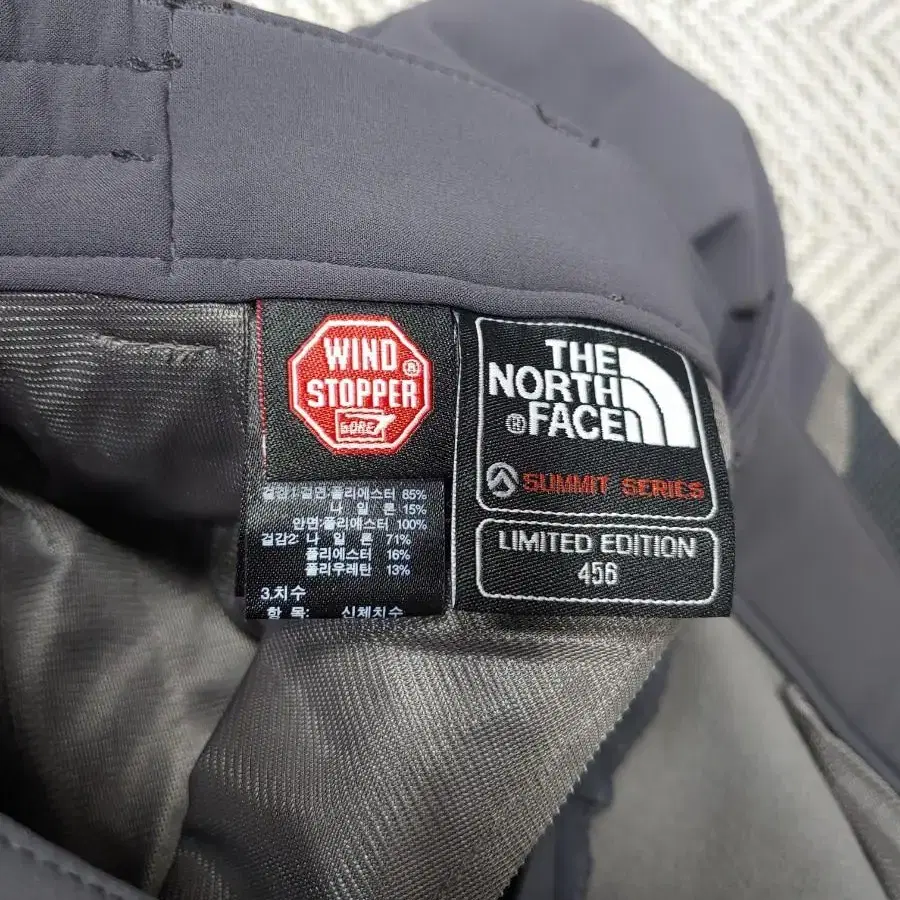 WIND
STOPPER®
GORE
걸감1:겉면:폴리에스터 85%
나 일 론 15%
안면:폴리에스터 100%
걸감2: 나 일 론 71%
폴리에스터 16%
폴리우레탄 13%
3.치수
항 목: 신체치수
THE
NORTH
®FACE
SUMMIT SERIES
LIMITED EDITION
456